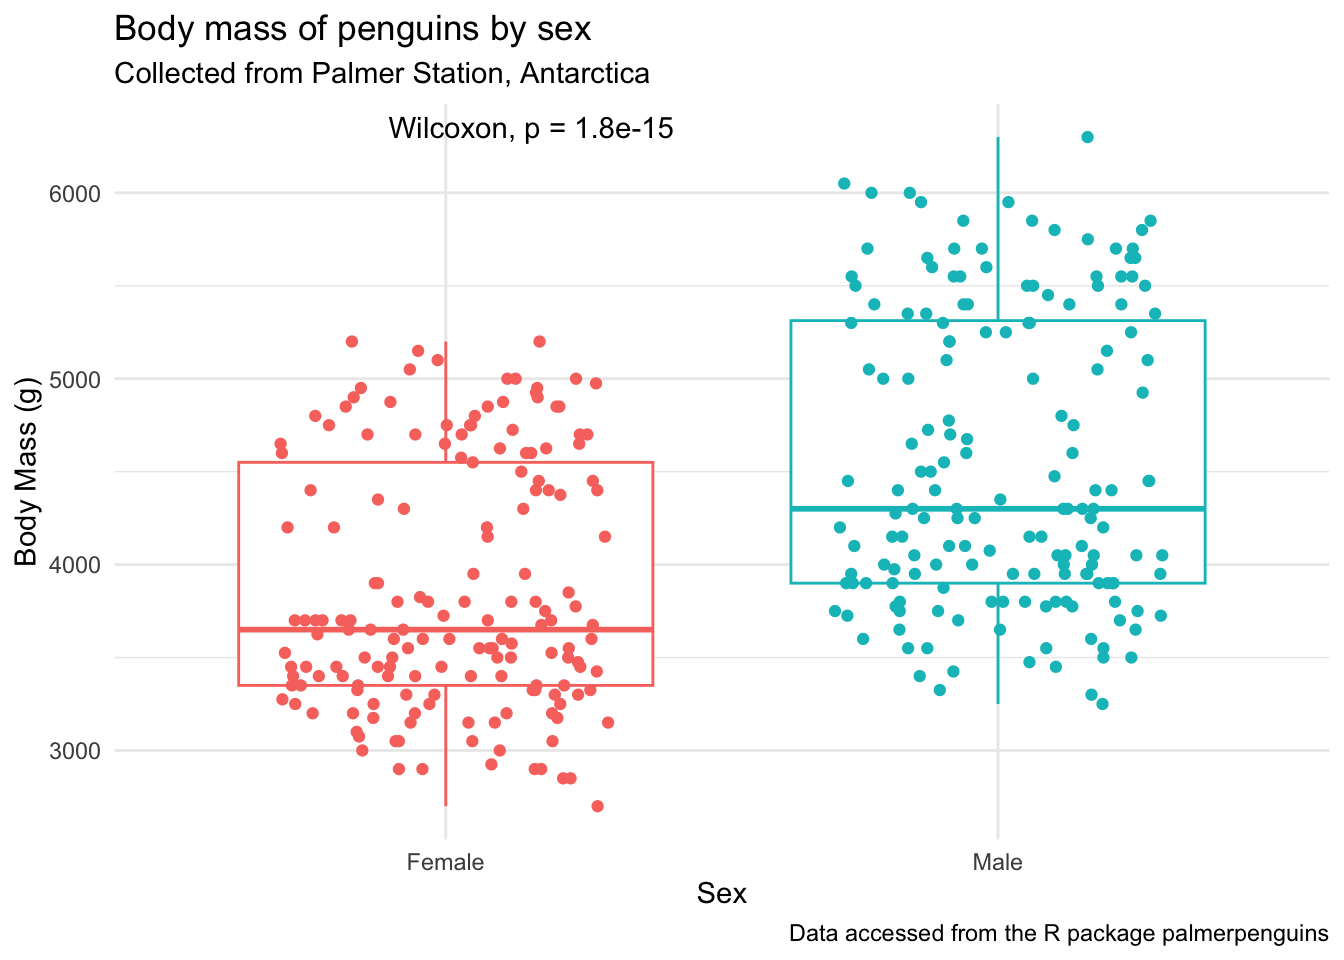 Body mass of penguins by sex
Collected from Palmer Station, Antarctica
Wilcoxon, p = 1.8e-15
6000
5000
4000
3000
Body Mass (g)
Female
Male
Sex
Data accessed from the R package palmerpenguins